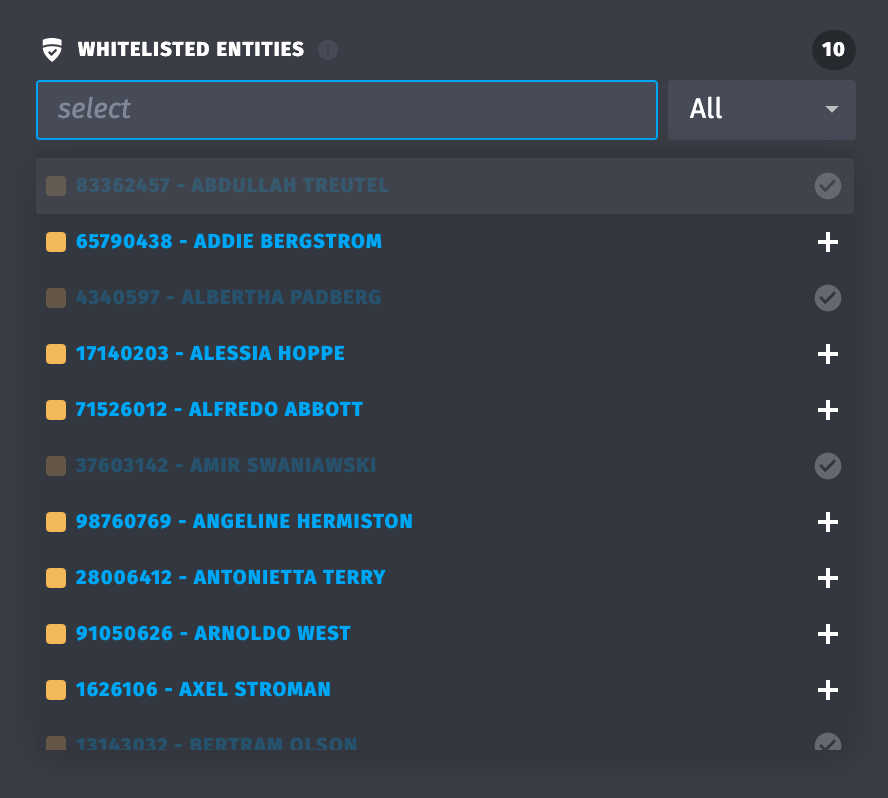 WHITELISTED ENTITIES
10
select
All
83362457 - ABDULLAH TREUTEL
65790438 - ADDIE BERGSTROM
4340597 - ALBERTHA PADBERG
17140203 - ALESSIA HOPPE
71526012 - ALFREDO ABBOTT
37603142 - AMIR SWANIAWSKI
98760769 - ANGELINE HERMISTON
28006412 - ANTONIETTA TERRY
91050626 - ARNOLDO WEST
1626106 - AXEL STROMAN
13143032 - BERTRAM OLSON